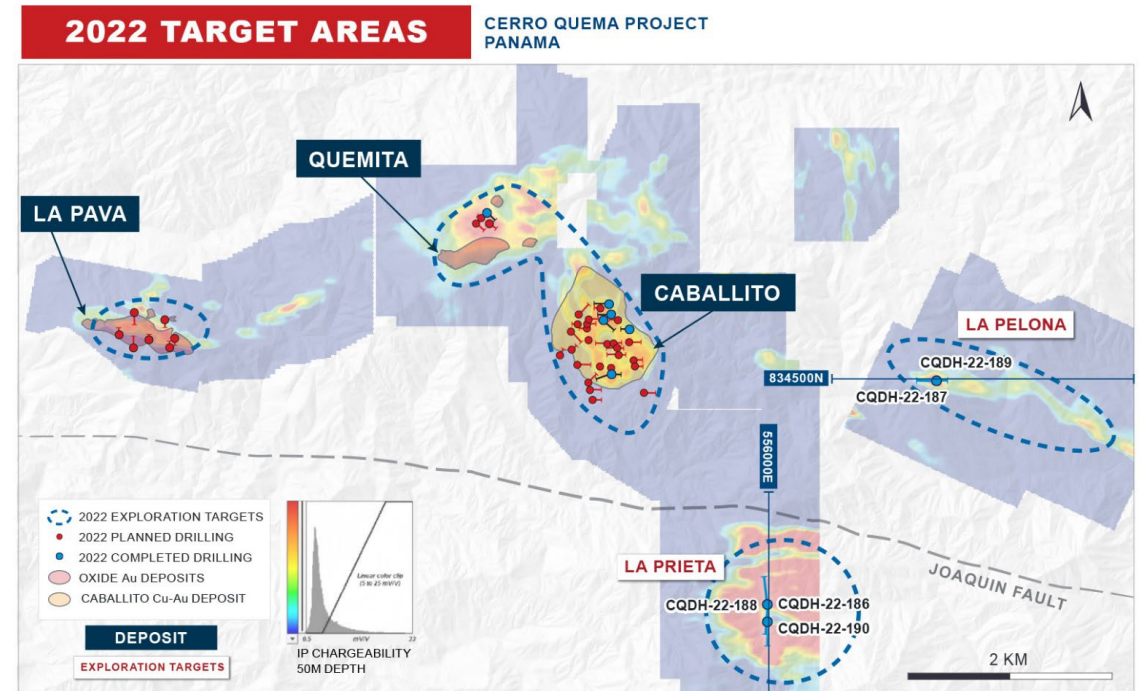 2022 TARGET AREAS
CERRO QUEMA PROJECT
PANAMA
QUEMITA
LA PAVA
CABALLITO
LA PELONA
834500N
CQDH-22-189
CQDH-22-187
556000E
2022 EXPLORATION TARGETS
2022 PLANNED DRILLING
2022 COMPLETED DRILLING
OXIDE Au DEPOSITS
CABALLITO Cu-Au DEPOSIT
DEPOSIT
EXPLORATION TARGETS
Linear color clip
(5 to 25 mV/V)
mV/V
22
IP CHARGEABILITY
50M DEPTH
LA PRIETA
CQDH-22-188
CQDH-22-186
CQDH-22-190
JOAQUIN FAULT
2 KM